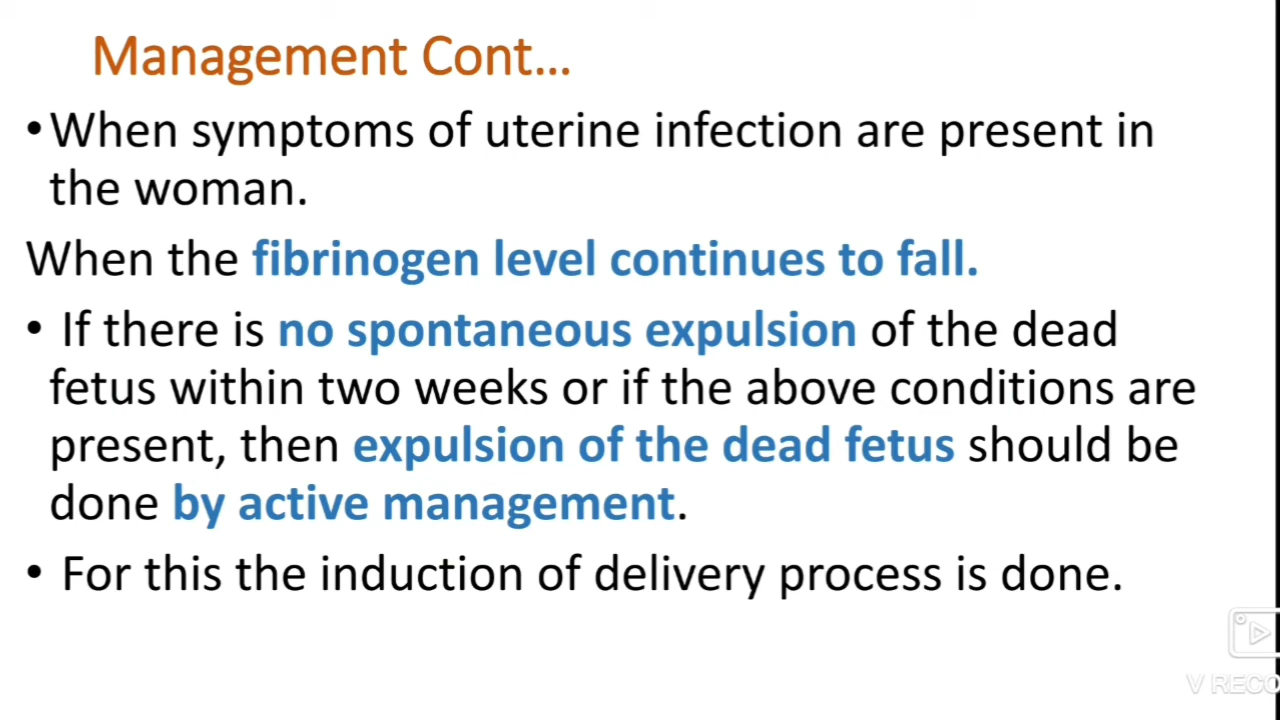 Management Cont...
•When symptoms of uterine infection are present in
the woman.
When the fibrinogen level continues to fall.
• If there is no spontaneous expulsion of the dead
fetus within two weeks or if the above conditions are
present, then expulsion of the dead fetus should be
done by active management.
• For this the induction of delivery process is done.
V RECO